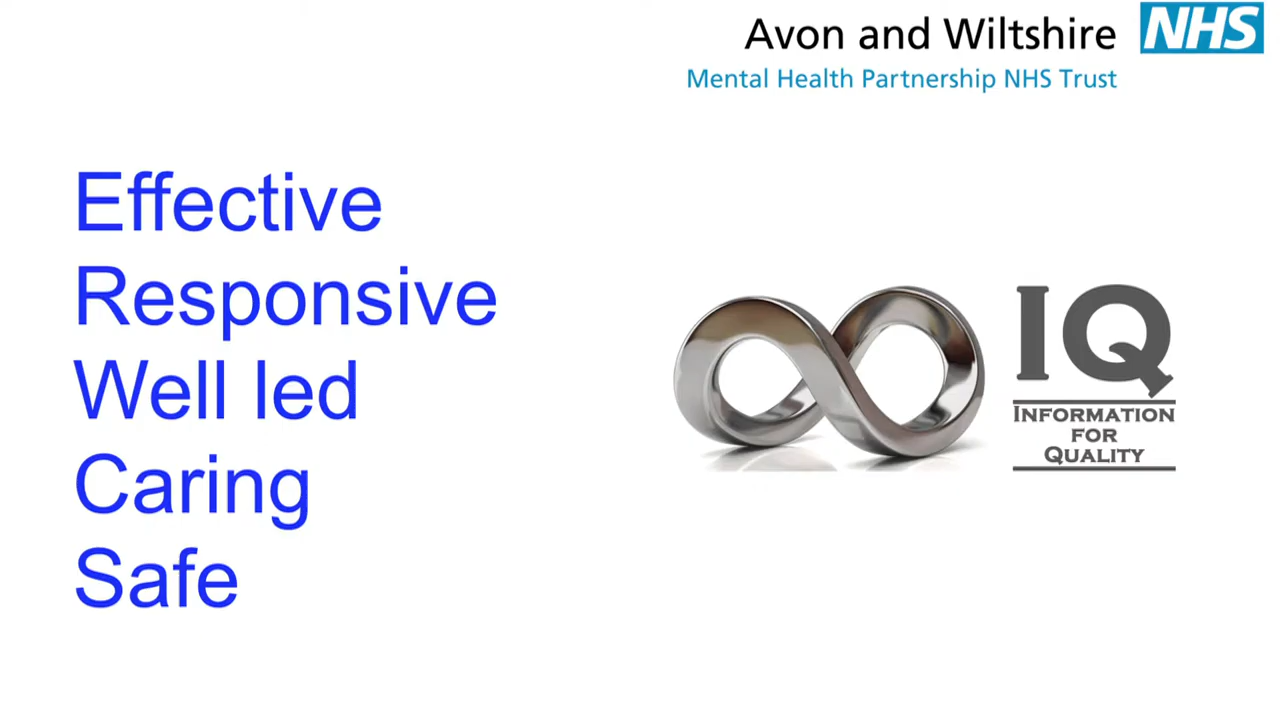 Avon and Wiltshire NHS
Mental Health Partnership NHS Trust
Effective
Responsive
Well led
Caring
Safe
IQ
INFORMATION
FOR
QUALITY